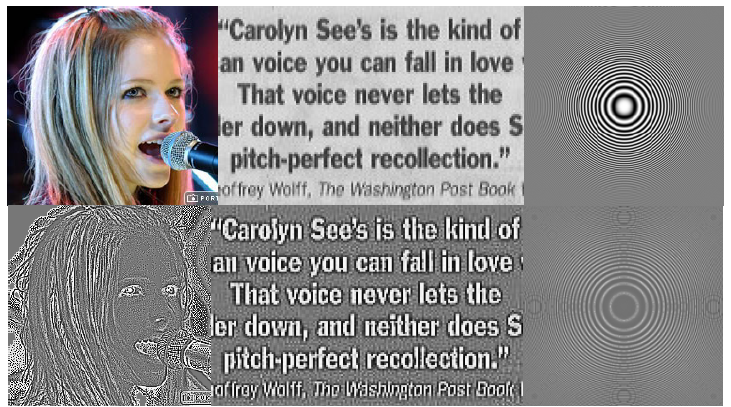 “Carolyn See’s is the kind of
an voice you can fall in love
That voice never lets the
der down, and neither does S
pitch-perfect recollection.”
offrey Wolff, The Washington Post Book
PORT
“Carolyn See’s is the kind of
an voice you can fall in love
That voice never lets the
der down, and neither does S
pitch-perfect recollection.”
offrey Wolff, The Washington Post Book